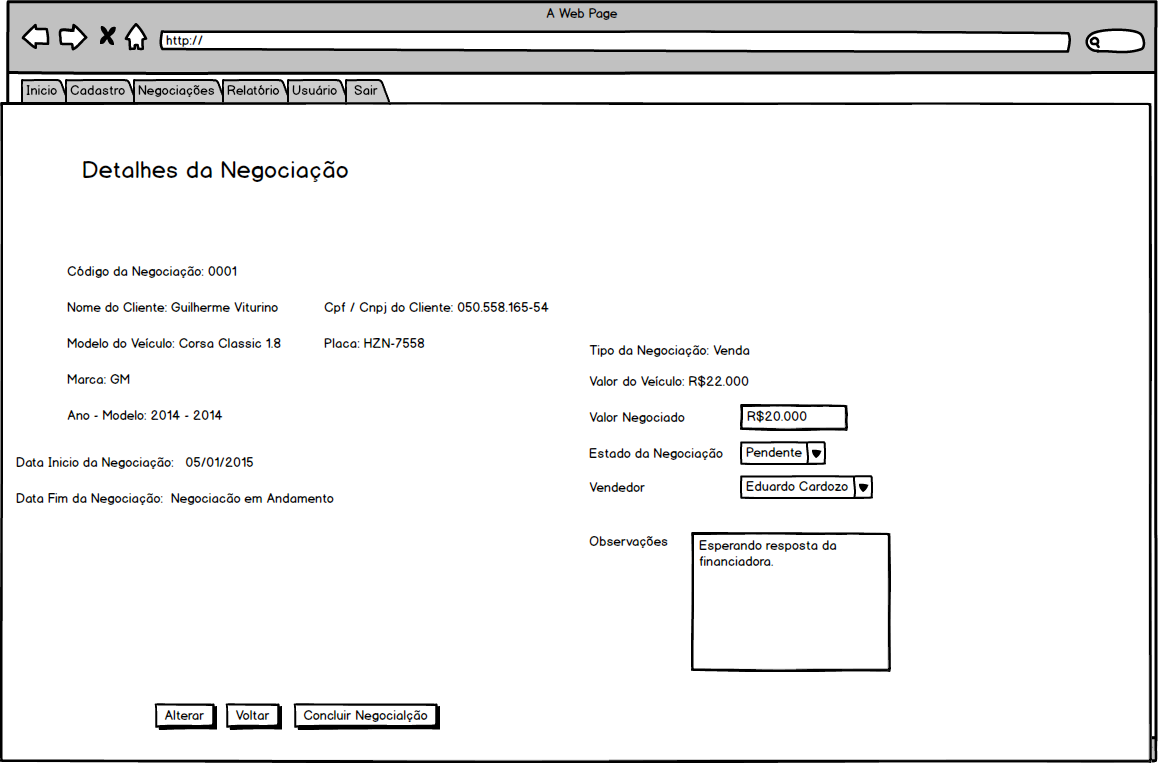 A Web Page
http://
Inicio Cadastro Negociações Relatório Usuário Sair
Detalhes da Negociação
Código da Negociação: 0001
Nome do Cliente: Guilherme Viturino Cpf / Cnpj do Cliente: 050.558.165-54
Modelo do Veículo: Corsa Classic 1.8 Placa: HZN-7558
Marca: GM
Ano - Modelo: 2014 - 2014
Data Inicio da Negociação: 05/01/2015
Data Fim da Negociação: Negociacão em Andamento
Tipo da Negociação: Venda
Valor do Veículo: R$22.000
Valor Negociado R$20.000
Estado da Negociação Pendente
Vendedor Eduardo Cardozo
Observações Esperando resposta da
financiadora.
Alterar Voltar Concluir Negocialção